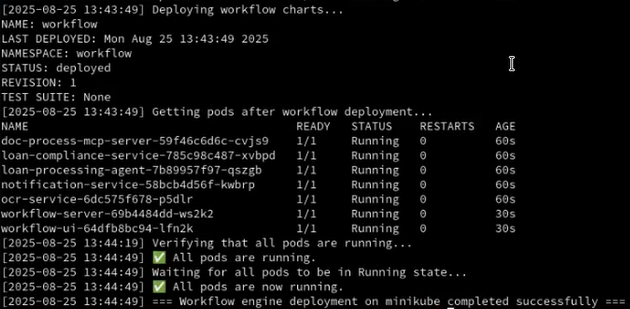 [2025-08-25 13:43:49] Deploying workflow charts...
NAME: workflow
LAST DEPLOYED: Mon Aug 25 13:43:49 2025
NAMESPACE: workflow
STATUS: deployed
REVISION: 1
TEST SUITE: None
[2025-08-25 13:43:49] Getting pods after workflow deployment...
NAME READY STATUS RESTARTS AGE
doc-process-mcp-server-59f46c6d6c-cvjs9 1/1 Running 0 60s
loan-compliance-service-785c98c487-xvbpd 1/1 Running 0 60s
loan-processing-agent-7b89957f97-qszgb 1/1 Running 0 60s
notification-service-58bcb4d56f-kwbrp 1/1 Running 0 60s
ocr-service-6dc575f678-p5dlr 1/1 Running 0 60s
workflow-server-69b4484dd-ws2k2 1/1 Running 0 30s
workflow-ui-64dfb8bc94-lfn2k 1/1 Running 0 30s
[2025-08-25 13:44:19] Verifying that all pods are running...
[2025-08-25 13:44:49] ✅ All pods are running.
[2025-08-25 13:44:49] Waiting for all pods to be in Running state...
[2025-08-25 13:44:49] ✅ All pods are now running.
[2025-08-25 13:44:49] === Workflow engine deployment on minikube completed successfully ===